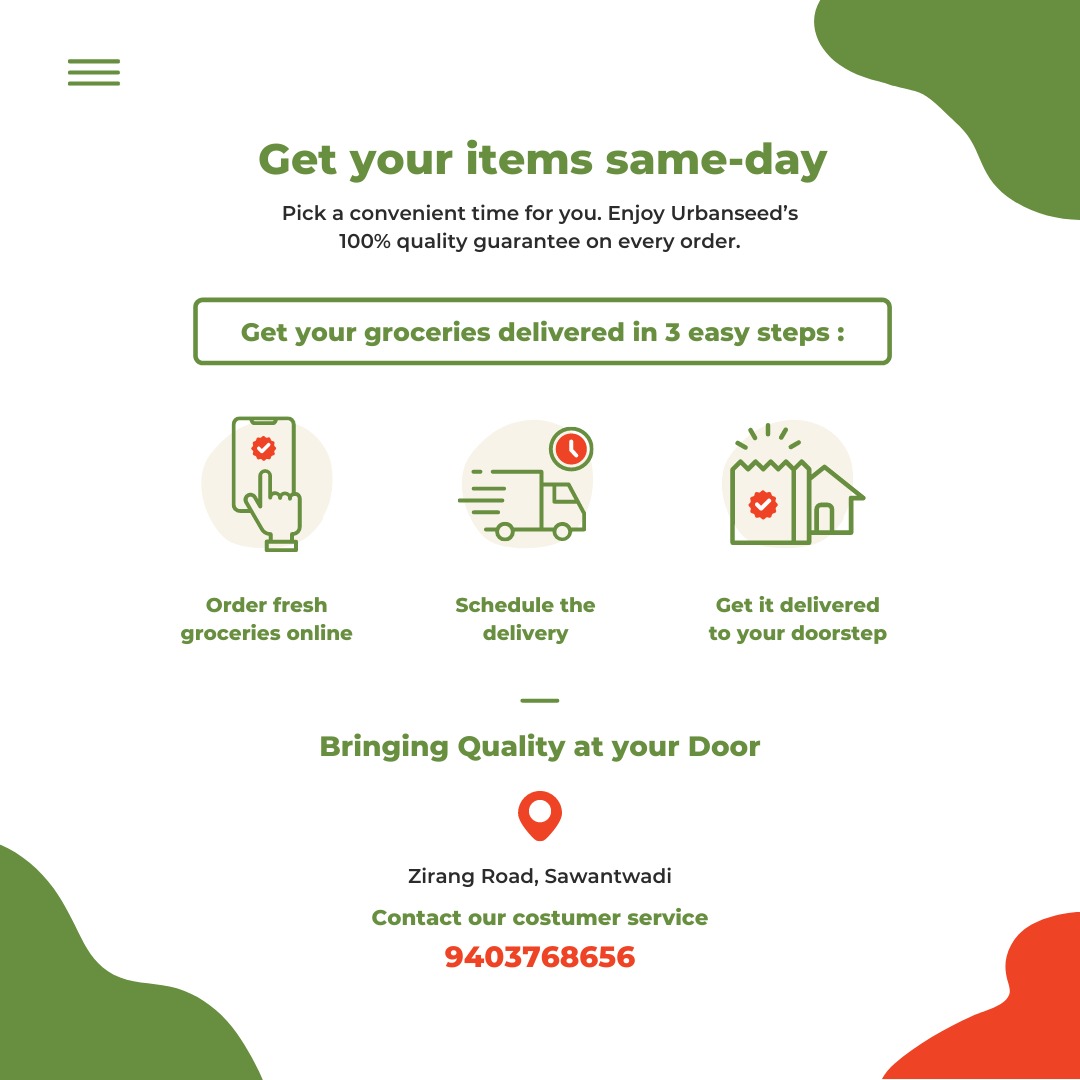 Get your items same-day
Pick a convenient time for you. Enjoy Urbanseed’s
100% quality guarantee on every order.
Get your groceries delivered in 3 easy steps :
Order fresh
groceries online
Schedule the
delivery
Get it delivered
to your doorstep
Bringing Quality at your Door
Zirang Road, Sawantwadi
Contact our costumer service
9403768656